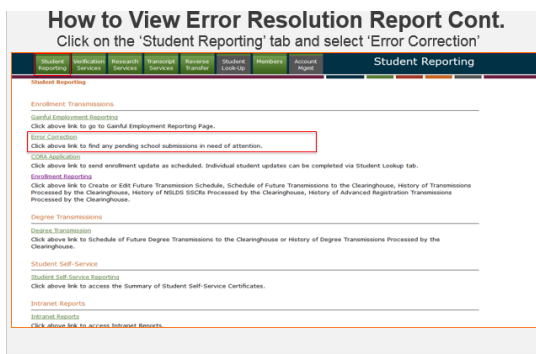 How to View Error Resolution Report Cont.
Click on the ‘Student Reporting’ tab and select ‘Error Correction’
Student Reporting
Verification Services
Research Services
Transcript Services
Reverse Transfer
Student Look-Up
Members
Account Mgmt
Student Reporting
Student Reporting
Enrollment Transmissions
Gainful Employment Reporting
Click above link to go to Gainful Employment Reporting Page.
Error Correction
Click above link to find any pending school submissions in need of attention.
CORA Application
Click above link to send enrollment update as scheduled. Individual student updates can be completed via Student Lookup tab.
Enrollment Reporting
Click above link to Create or Edit Future Transmission Schedule, Schedule of Future Transmissions to the Clearinghouse, History of Transmissions
Processed by the Clearinghouse, History of NSLDS SSCRs Processed by the Clearinghouse, History of Advanced Registration Transmissions
Processed by the Clearinghouse.
Degree Transmissions
Degree Transmission
Click above link to Schedule of Future Degree Transmissions to the Clearinghouse or History of Degree Transmissions Processed by the
Clearinghouse.
Student Self-Service
Student Self-Service Reporting
Click above link to access the Summary of Student Self-Service Certificates.
Intranet Reports
Intranet Reports
Click above link to access Intranet Reports.